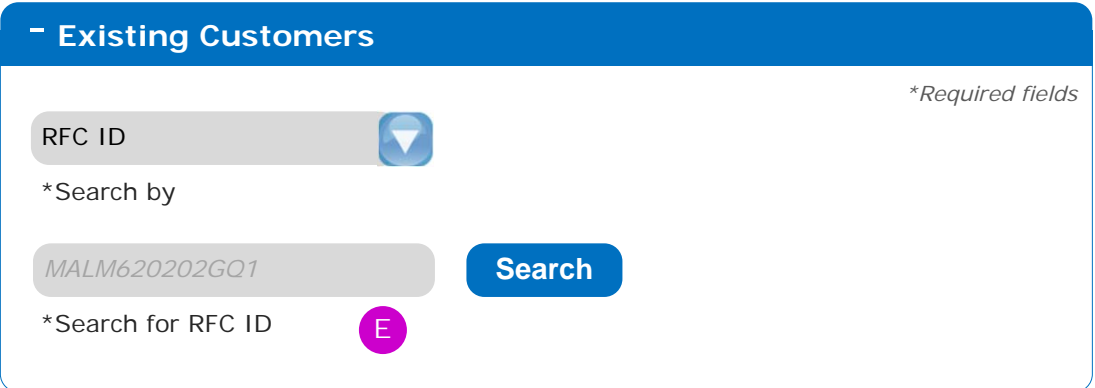 - Existing Customers
*Required fields
RFC ID
*Search by
MALM620202GQ1
Search
*Search for RFC ID
E